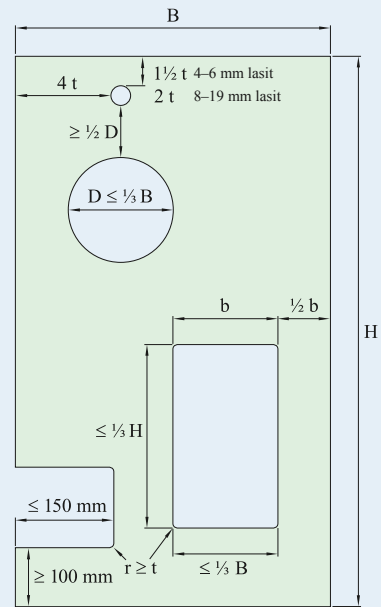 B
4 t
1½ t 4–6 mm lasit
2 t 8–19 mm lasit
≥ ½ D
D ≤ ⅓ B
b
½ b
H
≤ ⅓ H
≤ 150 mm
≥ 100 mm
r ≥ t
≤ ⅓ B